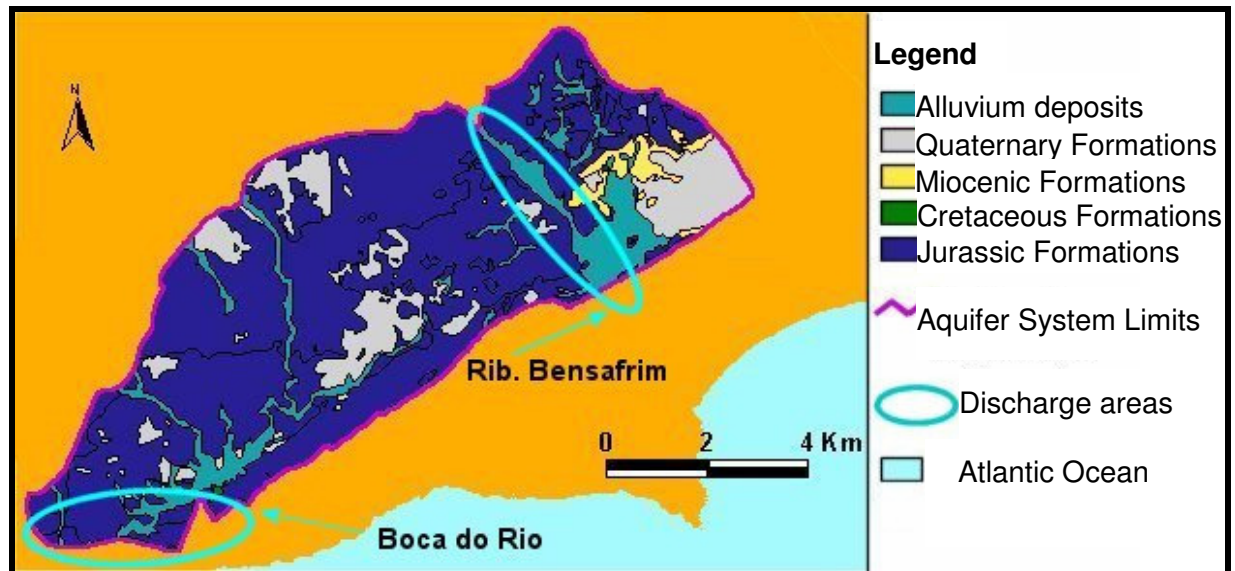 N
Rib. Bensafrim
0 2 4 Km
Boca do Rio
Legend
Alluvium deposits
Quaternary Formations
Miocenic Formations
Cretaceous Formations
Jurassic Formations
Aquifer System Limits
Discharge areas
Atlantic Ocean